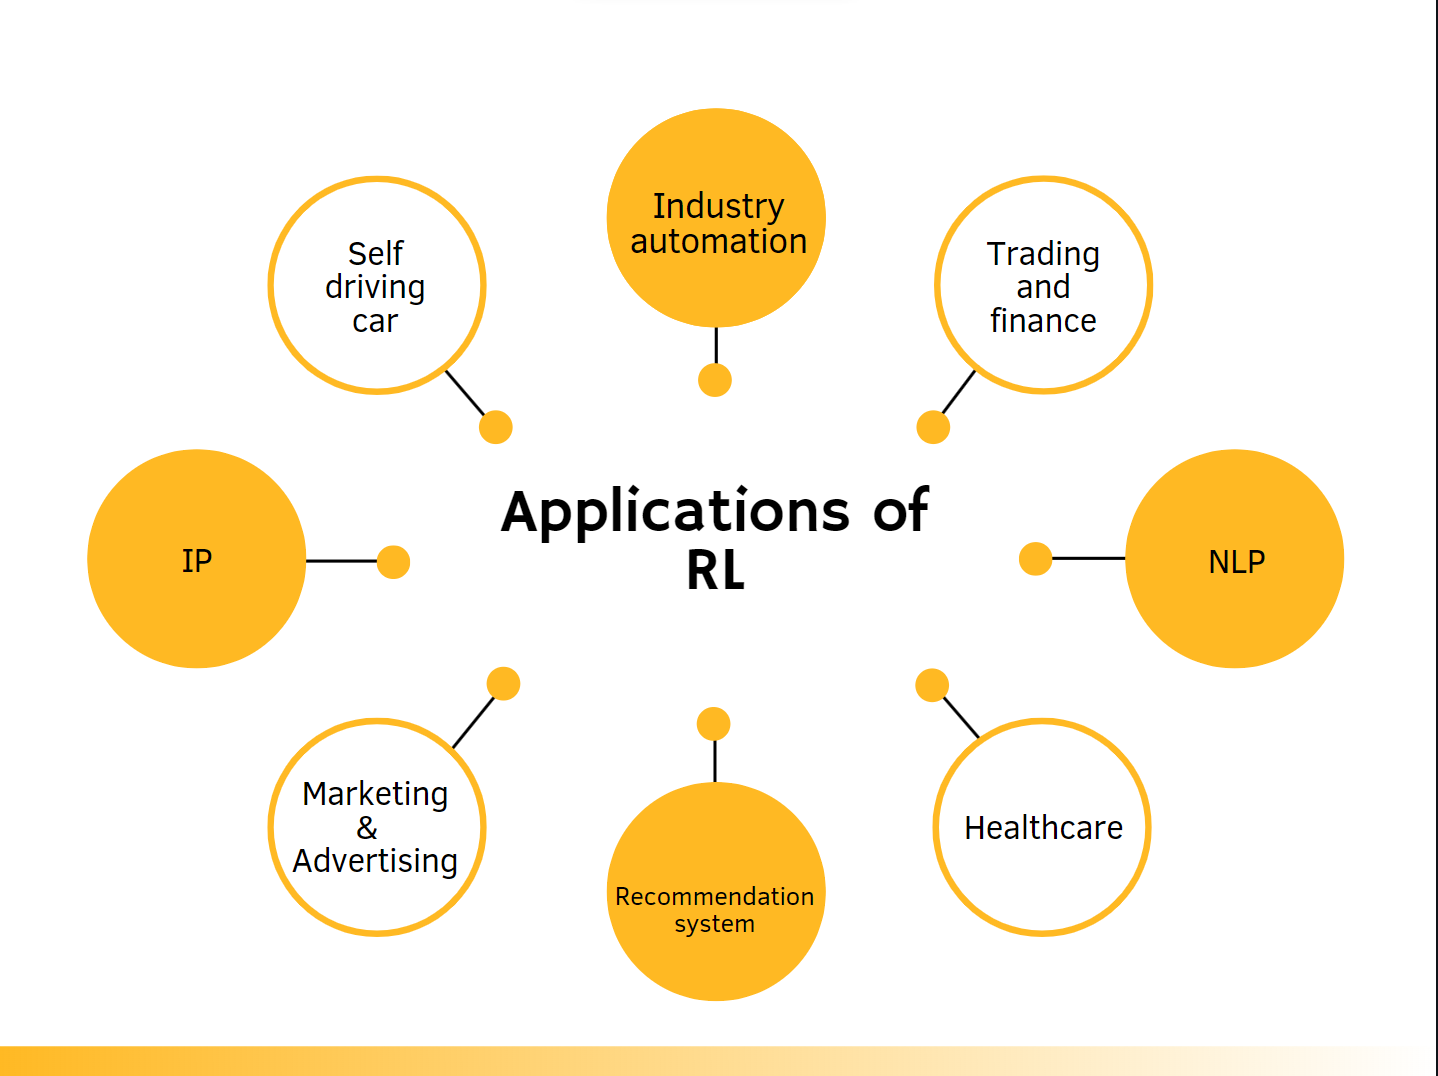 Industry
automation
Self
driving
car
Trading
and
finance
Applications of
RL
IP
NLP
Marketing
&
Advertising
Healthcare
Recommendation
system